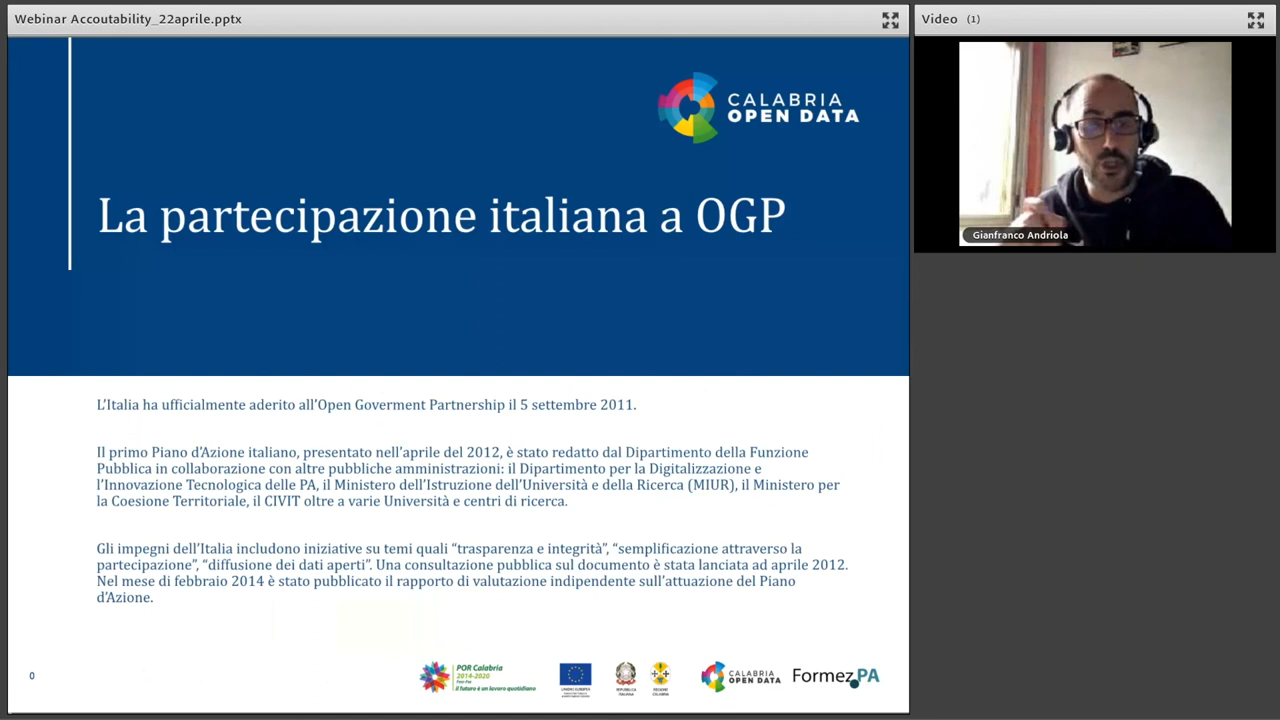 Webinar Accoutability_22aprile.pptx
Video (1)
CALABRIA
OPEN DATA
La partecipazione italiana a OGP
Gianfranco Andriola
L’Italia ha ufficialmente aderito all’Open Goverment Partnership il 5 settembre 2011.
Il primo Piano d’Azione italiano, presentato nell’aprile del 2012, è stato redatto dal Dipartimento della Funzione
Pubblica in collaborazione con altre pubbliche amministrazioni: il Dipartimento per la Digitalizzazione e
l’Innovazione Tecnologica delle PA, il Ministero dell’Istruzione dell’Università e della Ricerca (MIUR), il Ministero per
la Coesione Territoriale, il CIVIT oltre a varie Università e centri di ricerca.
Gli impegni dell’Italia includono iniziative su temi quali “trasparenza e integrità”, “semplificazione attraverso la
partecipazione”, “diffusione dei dati aperti”. Una consultazione pubblica sul documento è stata lanciata ad aprile 2012.
Nel mese di febbraio 2014 è stato pubblicato il rapporto di valutazione indipendente sull’attuazione del Piano
d’Azione.
0
POR Calabria
2014-2020
il futuro è un lavoro quotidiano
UNIONE EUROPEA
REPUBBLICA
ITALIANA
REGIONE
CALABRIA
CALABRIA
OPEN DATA
FormezPA